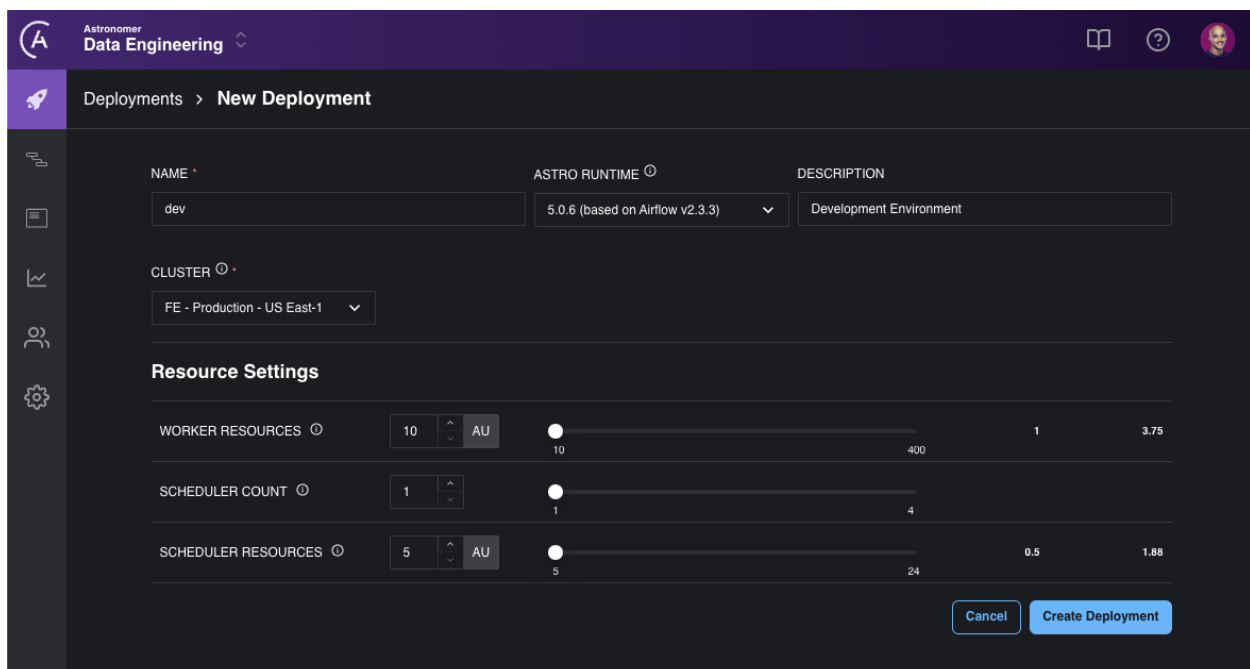 Astronomer
Data Engineering
Deployments > New Deployment
NAME *
ASTRO RUNTIME
DESCRIPTION
dev
5.0.6 (based on Airflow v2.3.3)
Development Environment
CLUSTER *
FE - Production - US East-1
Resource Settings
WORKER RESOURCES 10 AU 1 3.75
10 400
SCHEDULER COUNT 1
1 4
SCHEDULER RESOURCES 5 AU 0.5 1.88
5 24
Cancel Create Deployment